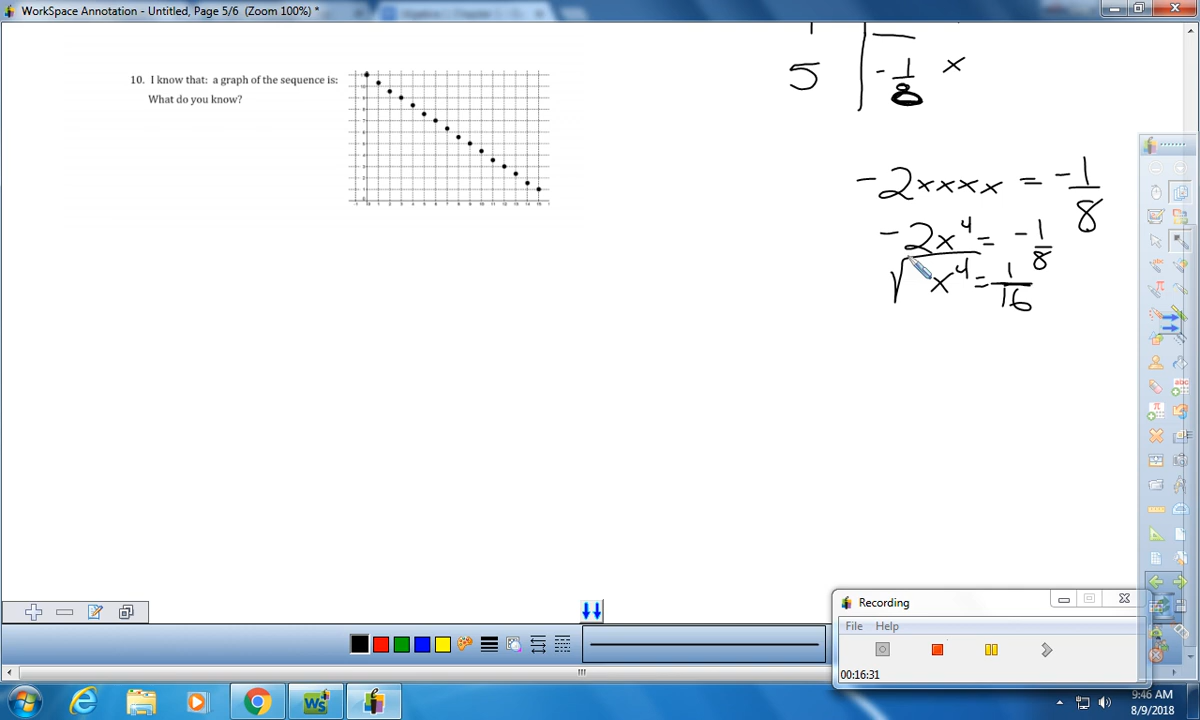 WorkSpace Annotation - Untitled, Page 5/6 (Zoom 100%) *
10. I know that: a graph of the sequence is:
What do you know?
5 | -1/8 x
-2xxxx = -1/8
-2x⁴ = -1/8
√x⁴ = 1/16
Recording
File Help
00:16:31
9:46 AM
8/9/2018